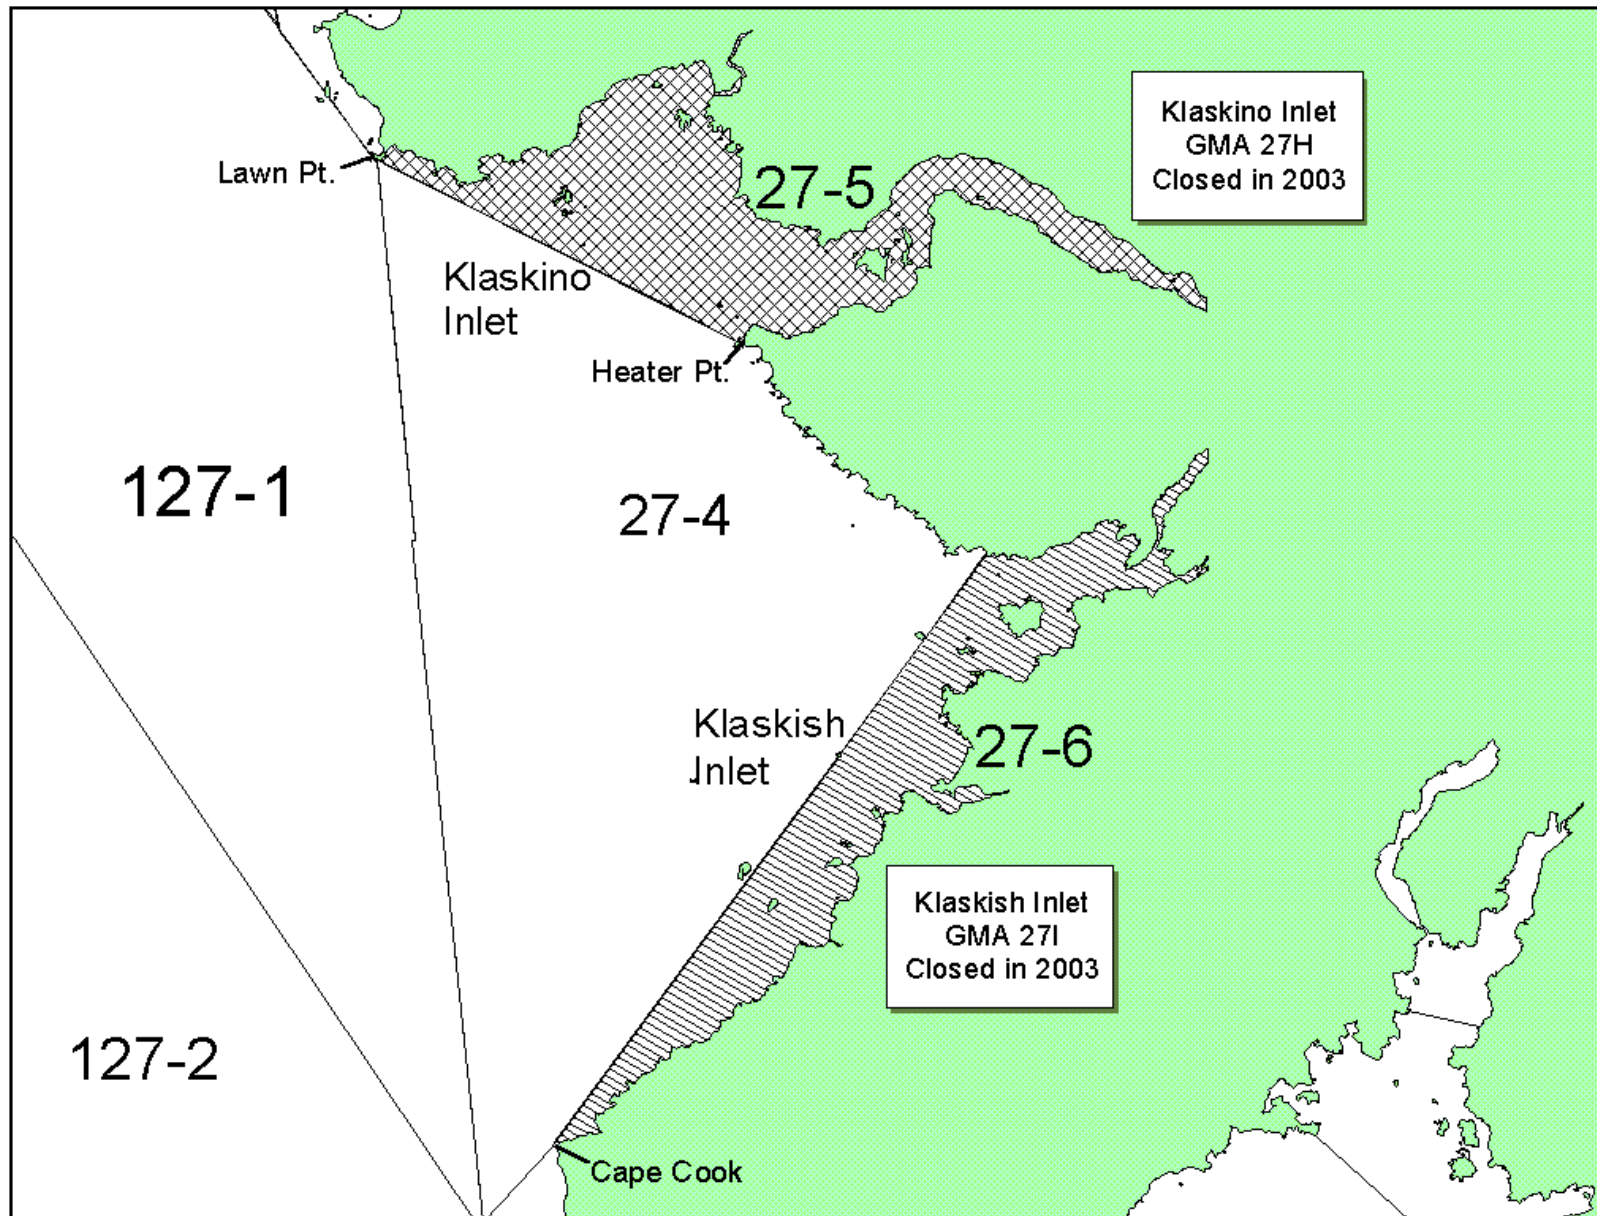 Klaskino Inlet
GMA 27H
Closed in 2003
Lawn Pt.
27-5
Klaskino
Inlet
Heater Pt.
127-1
27-4
Klaskish
Inlet
27-6
Klaskish Inlet
GMA 27I
Closed in 2003
127-2
Cape Cook